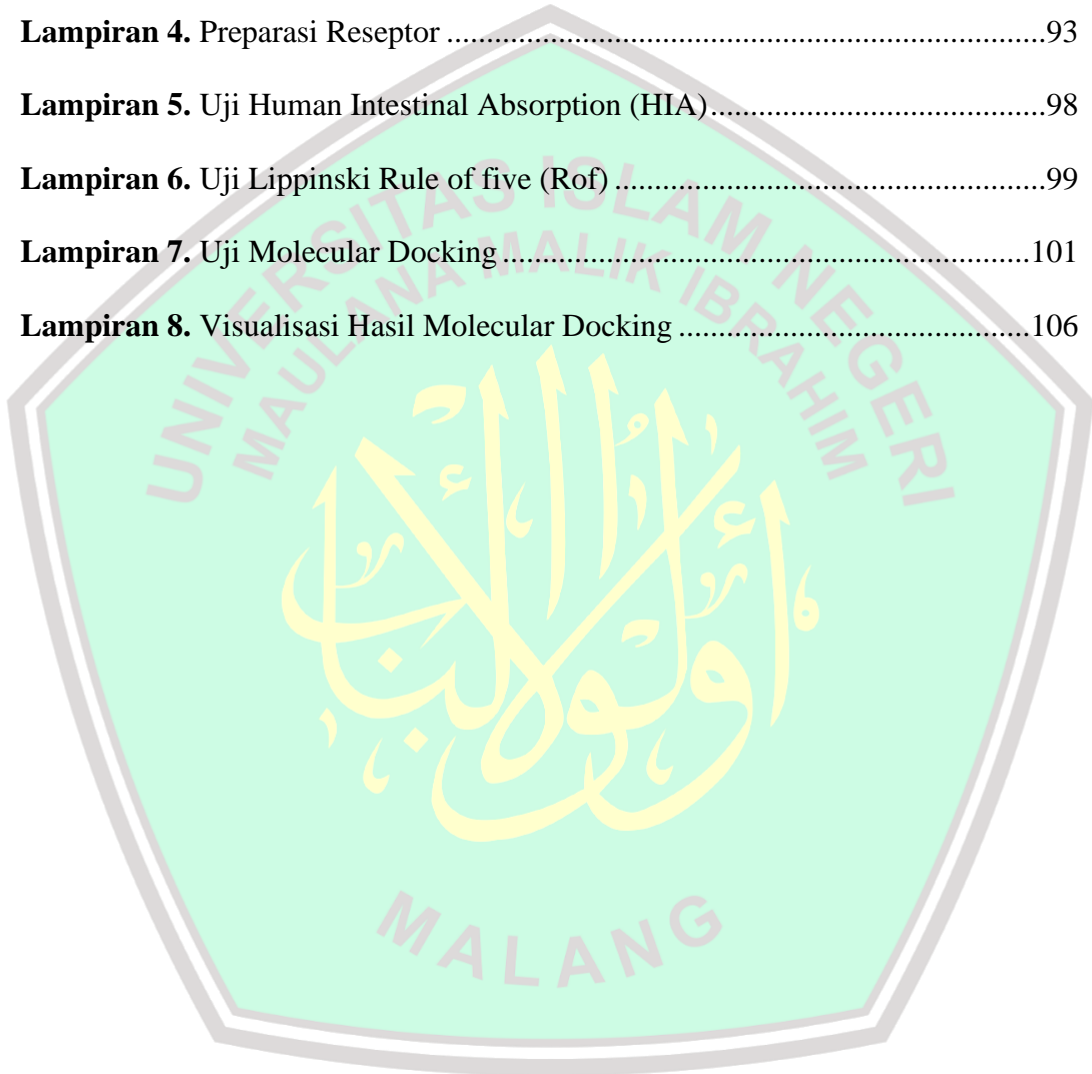 Lampiran 4. Preparasi Reseptor ................................................................................93
Lampiran 5. Uji Human Intestinal Absorption (HIA)...........................................98
Lampiran 6. Uji Lippinski Rule of five (Rof) .......................................................99
Lampiran 7. Uji Molecular Docking ...................................................................101
Lampiran 8. Visualisasi Hasil Molecular Docking .............................................106
UNIVERSITAS ISLAM NEGERI
MAULANA MALIK IBRAHIM
أولوا الألباب
MALANG